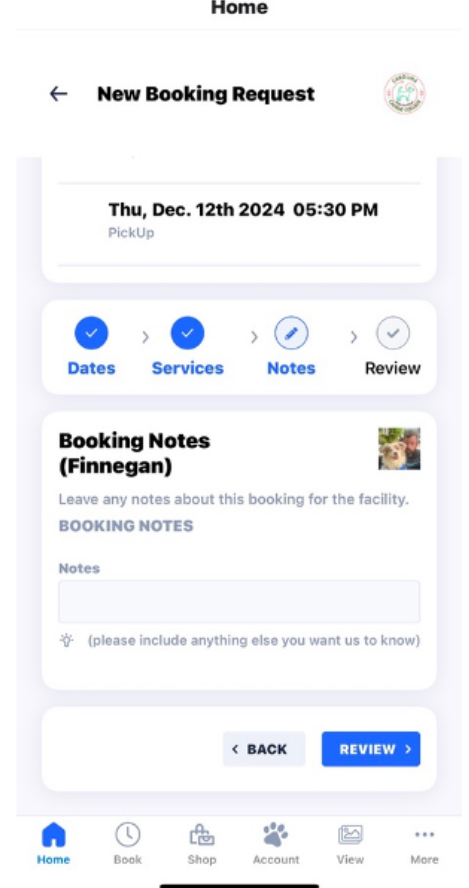 Home
New Booking Request
Thu, Dec. 12th 2024 05:30 PM
PickUp
Dates
Services
Notes
Review
Booking Notes
(Finnegan)
Leave any notes about this booking for the facility.
BOOKING NOTES
Notes
(please include anything else you want us to know)
BACK
REVIEW
Home
Book
Shop
Account
View
More